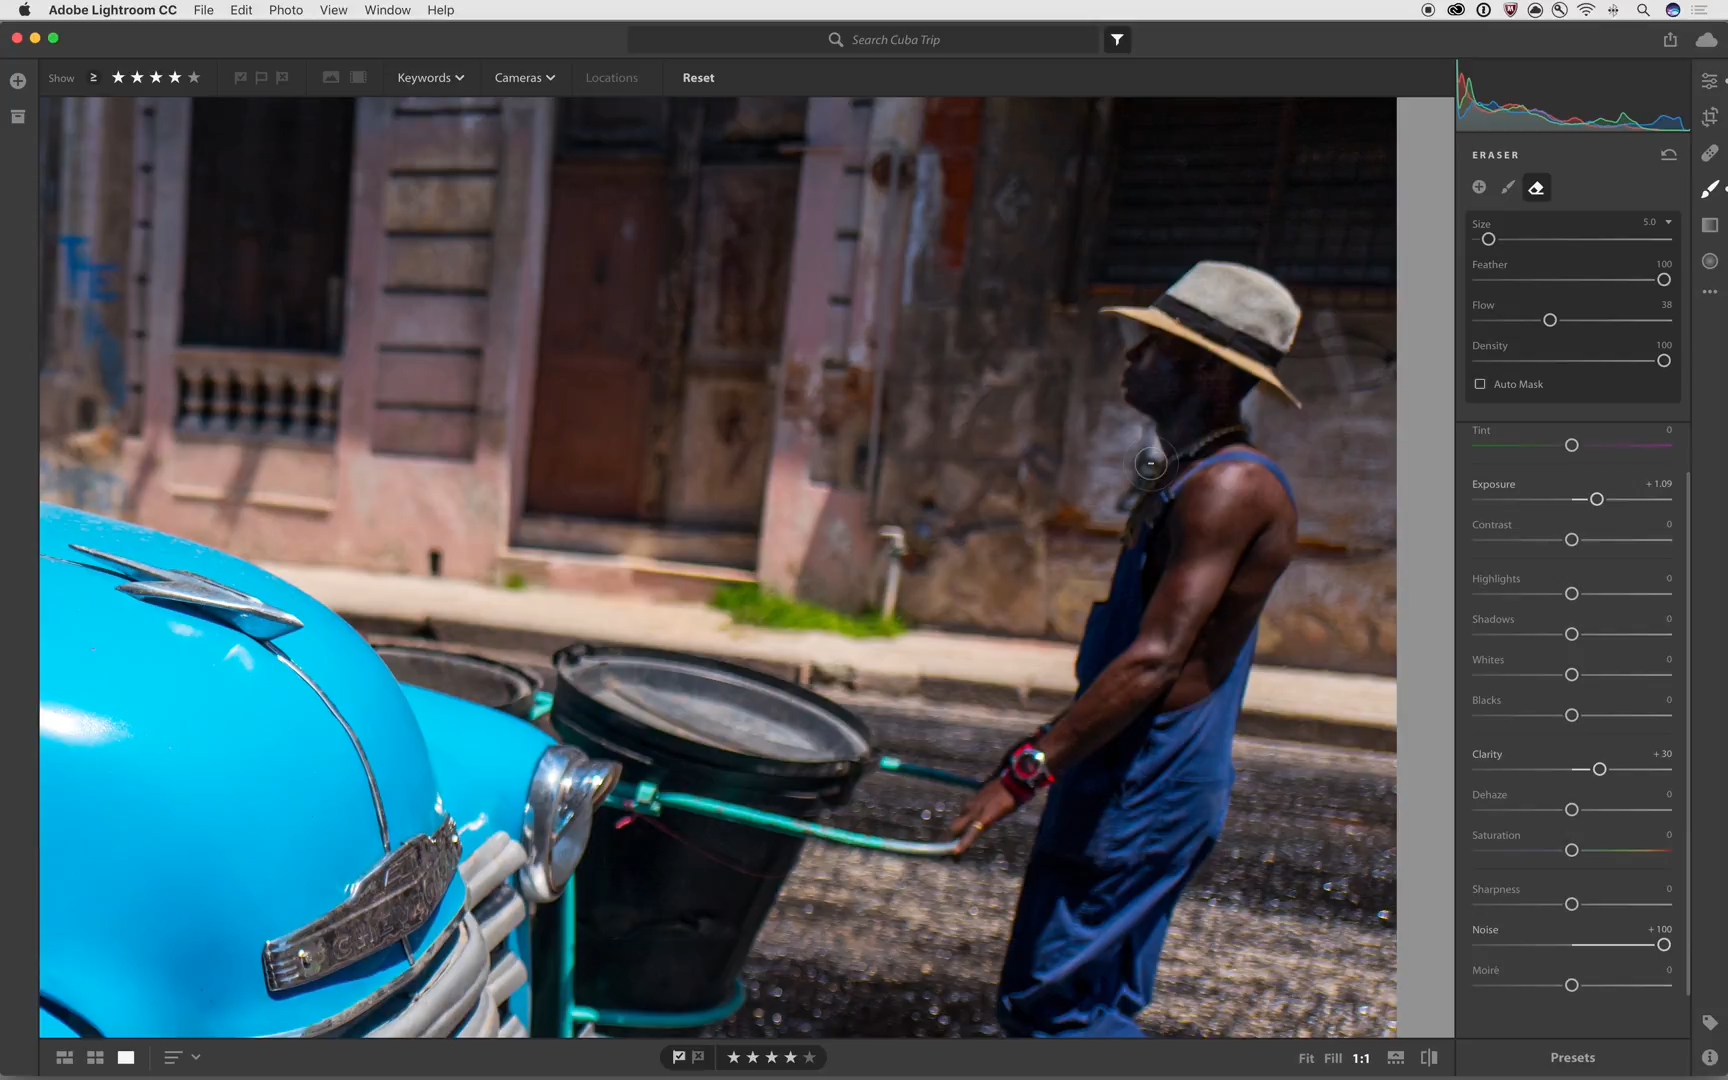 Adobe Lightroom CC File Edit Photo View Window Help
Search Cuba Trip
Show ≥ ★ ★ ★ ★ ★ Keywords Cameras Locations Reset
ERASER
Size 5.0
Feather 100
Flow 38
Density 100
Auto Mask
Tint 0
Exposure + 1.09
Contrast 0
Highlights 0
Shadows 0
Whites 0
Blacks 0
Clarity + 30
Dehaze 0
Saturation 0
Sharpness 0
Noise + 100
Moiré 0
Fit Fill 1:1
Presets